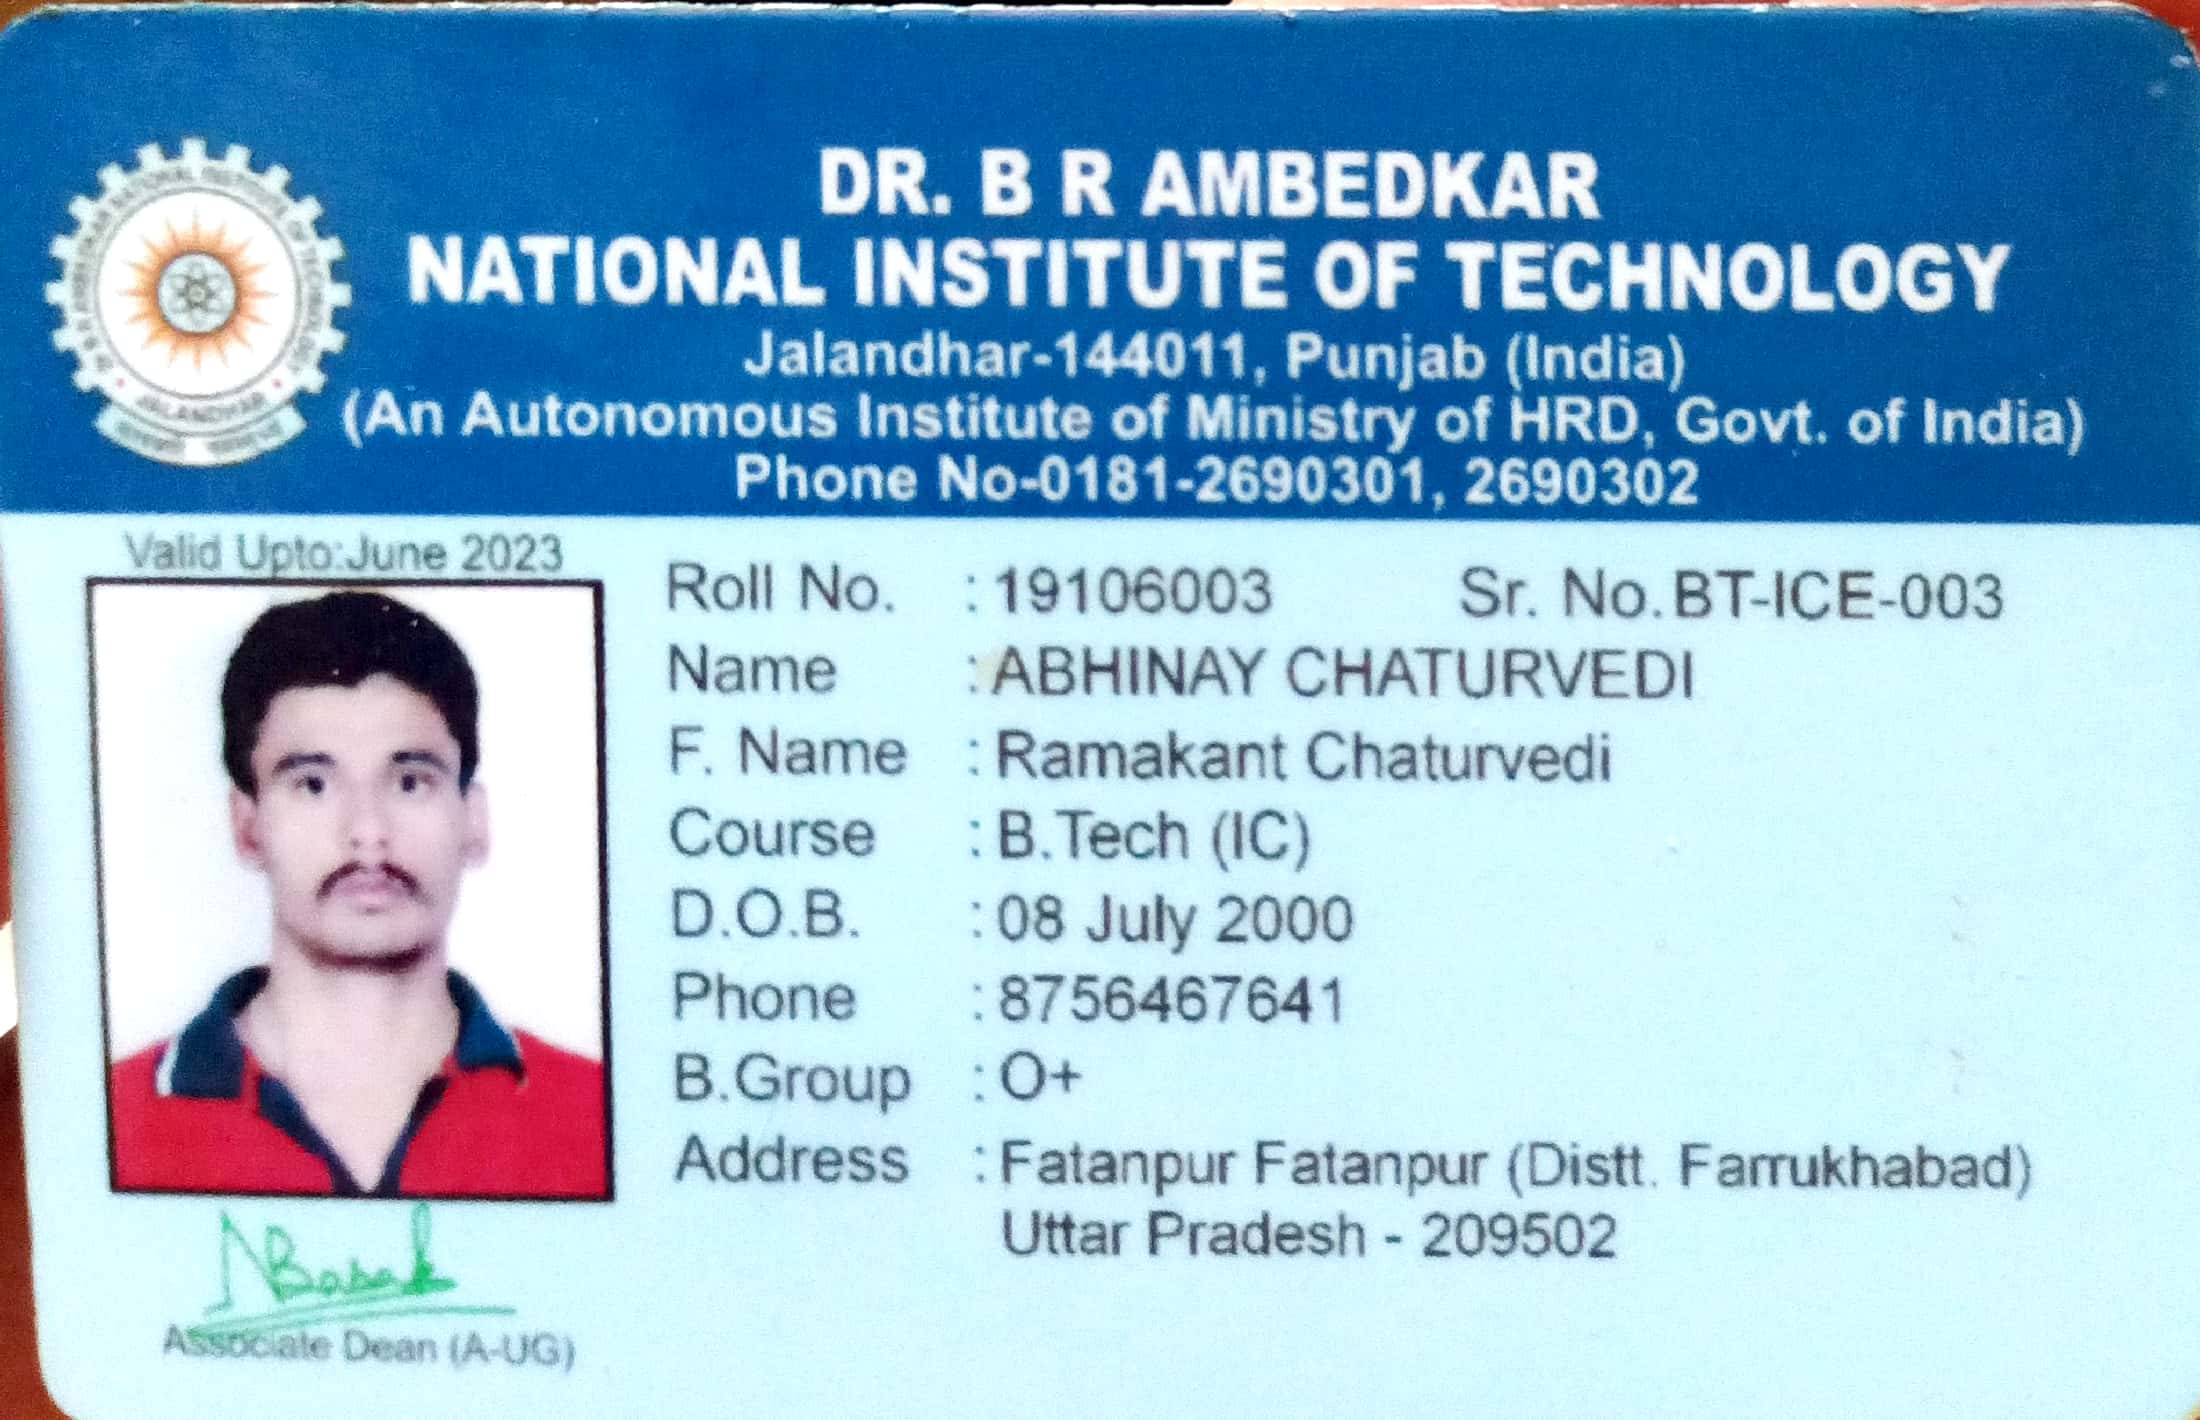 DR. B R AMBEDKAR
NATIONAL INSTITUTE OF TECHNOLOGY
Jalandhar-144011, Punjab (India)
(An Autonomous Institute of Ministry of HRD, Govt. of India)
Phone No-0181-2690301, 2690302
JALANDHAR
Valid Upto:June 2023
Roll No. : 19106003 Sr. No. BT-ICE-003
Name : ABHINAY CHATURVEDI
F. Name : Ramakant Chaturvedi
Course : B.Tech (IC)
D.O.B. : 08 July 2000
Phone : 8756467641
B.Group : O+
Address : Fatanpur Fatanpur (Distt. Farrukhabad)
Uttar Pradesh - 209502
Associate Dean (A-UG)